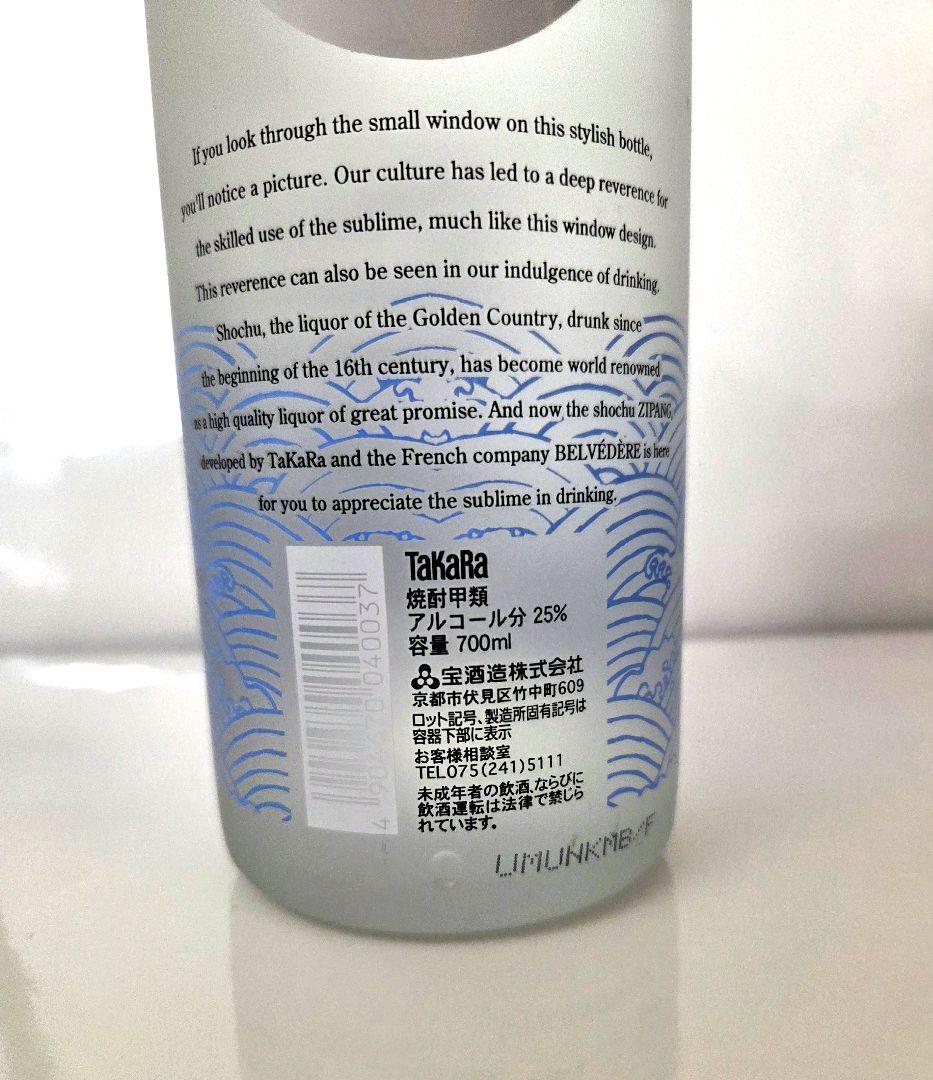 If you look through the small window on this stylish bottle,
you'll notice a picture. Our culture has led to a deep reverence for
the skilled use of the sublime, much like this window design.
This reverence can also be seen in our indulgence of drinking.
Shochu, the liquor of the Golden Country, drunk since
the beginning of the 16th century, has become world renowned
as a high quality liquor of great promise. And now, the shochu ZIPANG,
developed by TaKaRa and the French company BELVÉDÈRE is here
for you to appreciate the sublime in drinking.
TaKaRa
焼酎甲類
アルコール分 25%
容量 700ml
宝酒造株式会社
京都市伏見区竹中町609
ロット記号、製造所固有記号は
容器下部に表示
お客様相談室
TEL075(241)5111
未成年者の飲酒、ならびに
飲酒運転は法律で禁じら
れています。